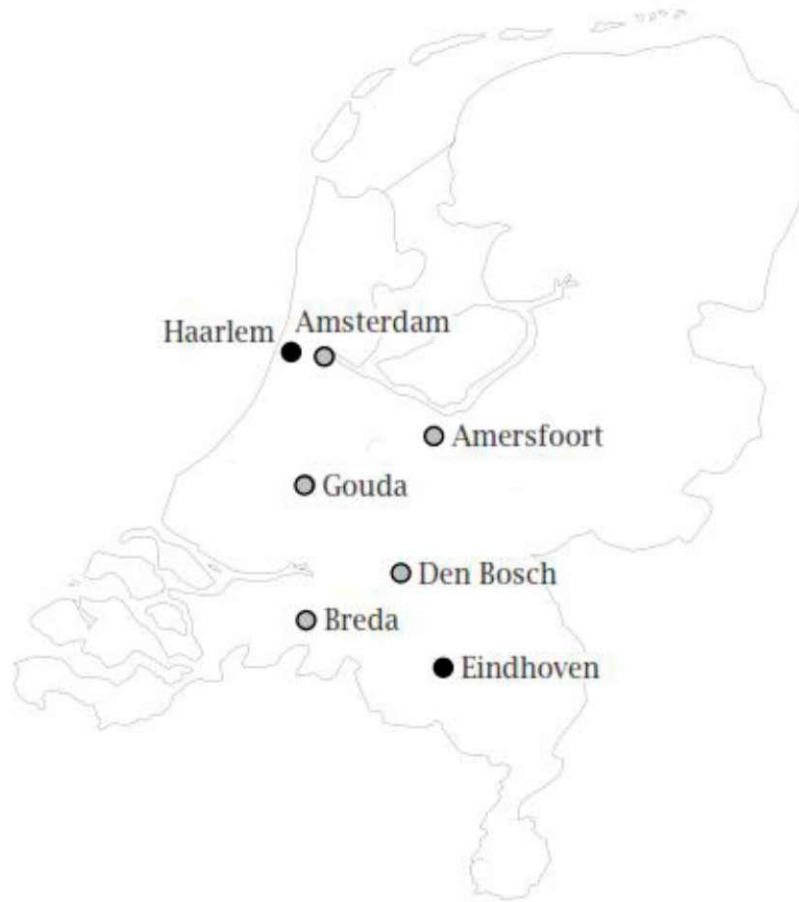 Haarlem
Amsterdam
Amersfoort
Gouda
Den Bosch
Breda
Eindhoven